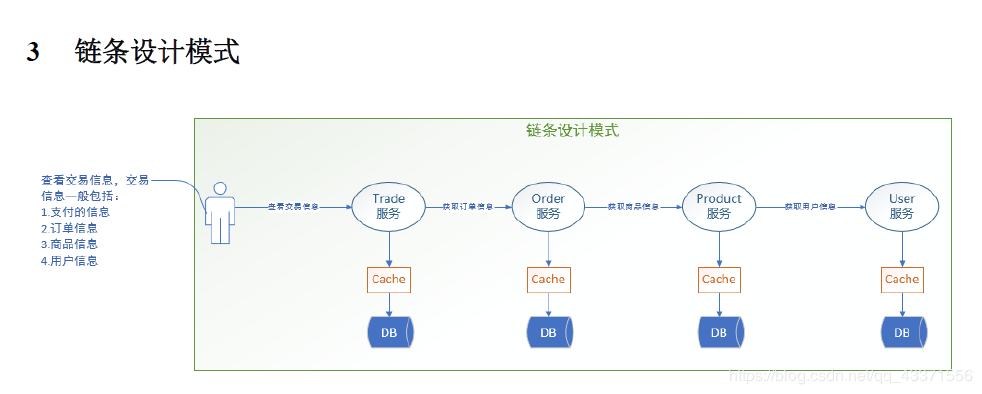 3 链条设计模式
链条设计模式
查看交易信息，交易
信息一般包括：
1.支付的信息
2.订单信息
3.商品信息
4.用户信息
查看交易信息
Trade
服务
获取订单信息
Order
服务
获取商品信息
Product
服务
获取用户信息
User
服务
Cache
Cache
Cache
Cache
DB
DB
DB
DB
https://blog.csdn.net/qq_43371556